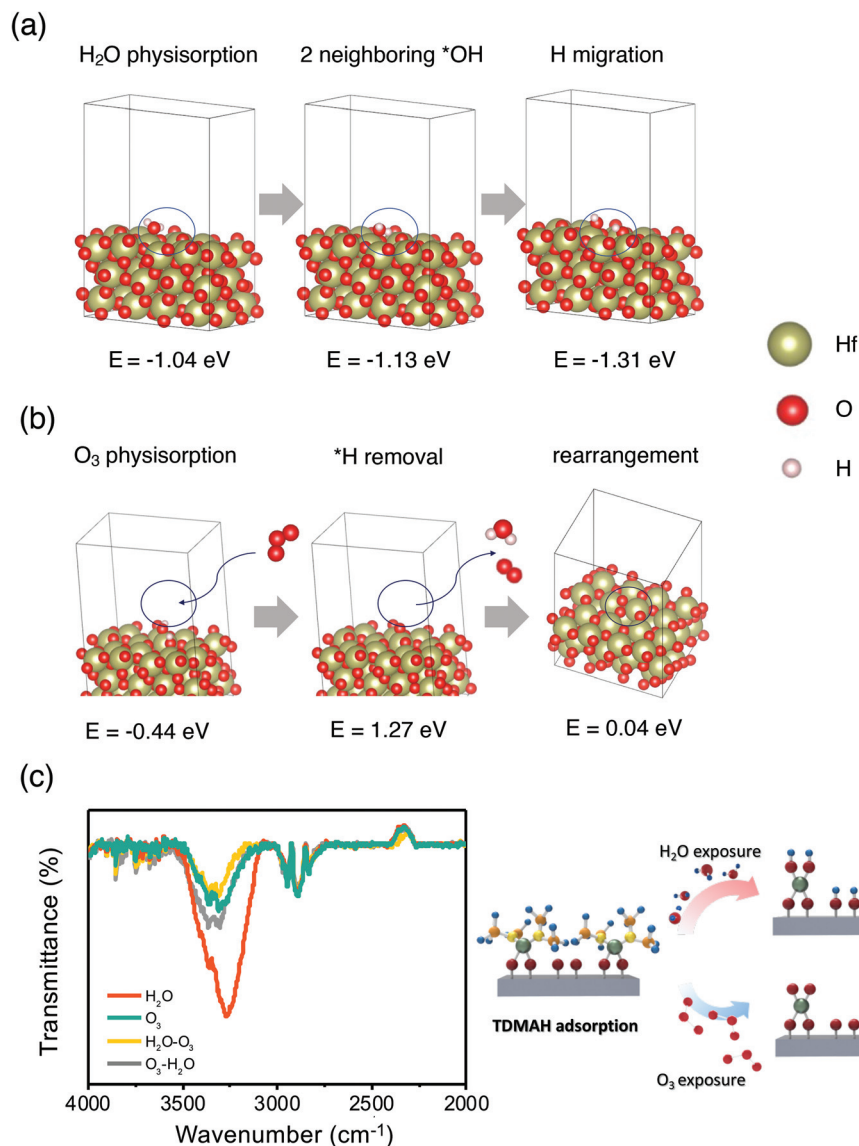 (a)
H₂O physisorption
2 neighboring *OH
H migration
E = -1.04 eV
E = -1.13 eV
E = -1.31 eV
Hf
O
H
(b)
O₃ physisorption
*H removal
rearrangement
E = -0.44 eV
E = 1.27 eV
E = 0.04 eV
(c)
Transmittance (%)
H₂O
O₃
H₂O-O₃
O₃-H₂O
4000
3500
3000
2500
2000
Wavenumber (cm⁻¹)
H₂O exposure
TDMAH adsorption
O₃ exposure